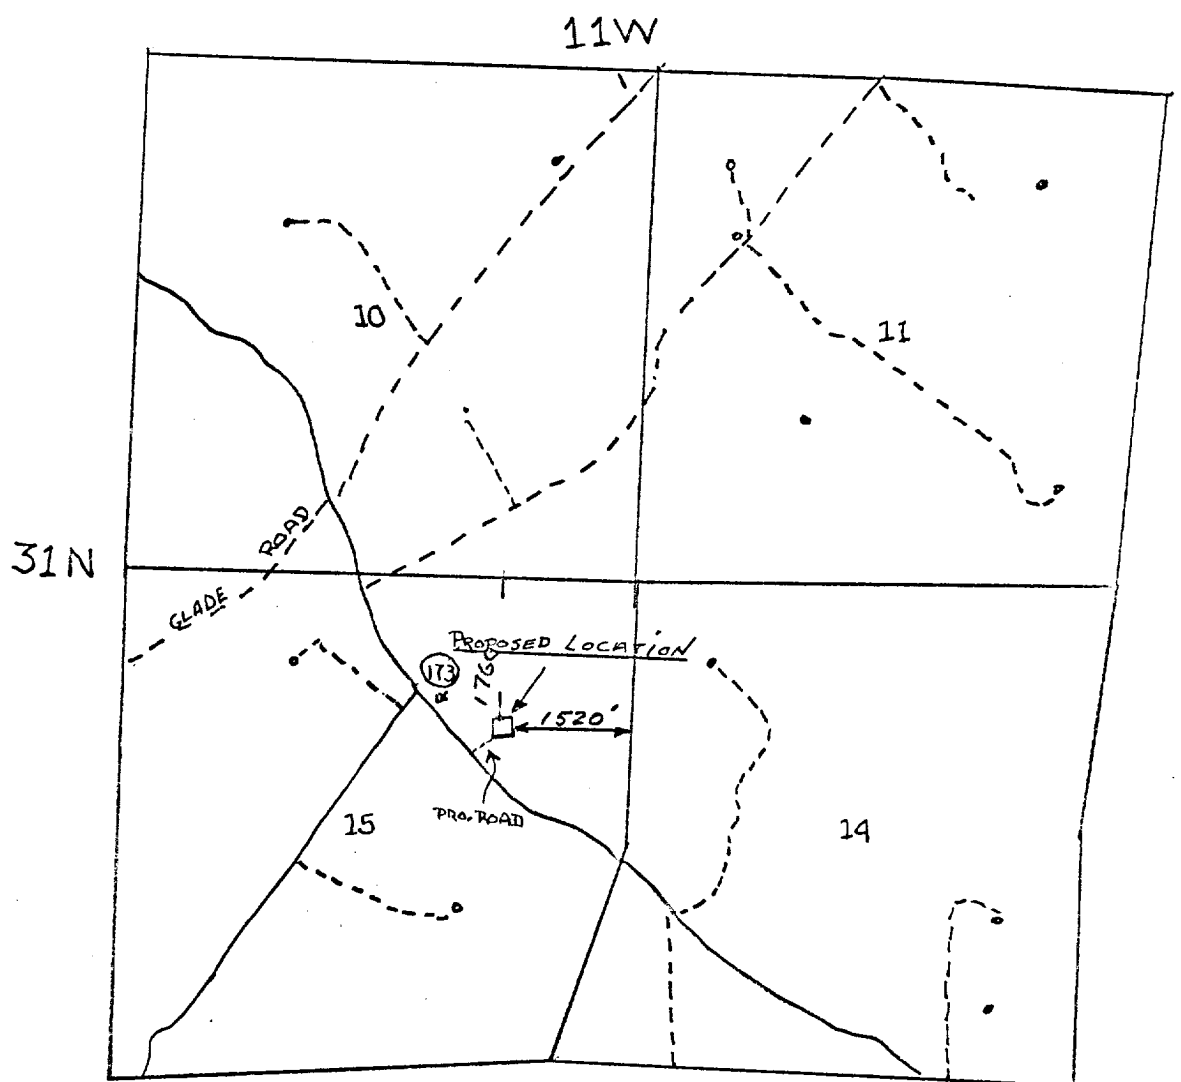 11W
10
11
ROAD
31N
GLADE
PROPOSED LOCATION
173
1520'
PRO. ROAD
15
14